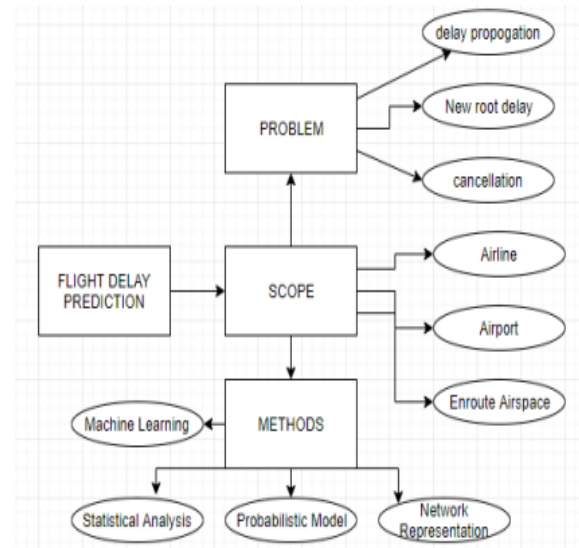 delay propogation
New root delay
PROBLEM
cancellation
Airline
FLIGHT DELAY
PREDICTION
SCOPE
Airport
Enroute Airspace
Machine Learning
METHODS
Statistical Analysis
Probabilistic Model
Network
Representation